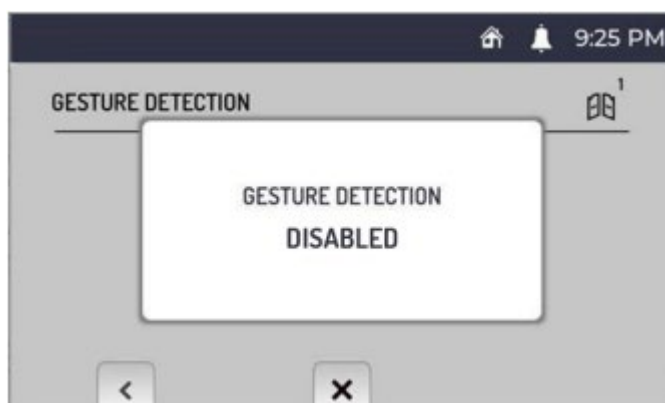 9:25 PM
GESTURE DETECTION
1
GESTURE DETECTION
DISABLED